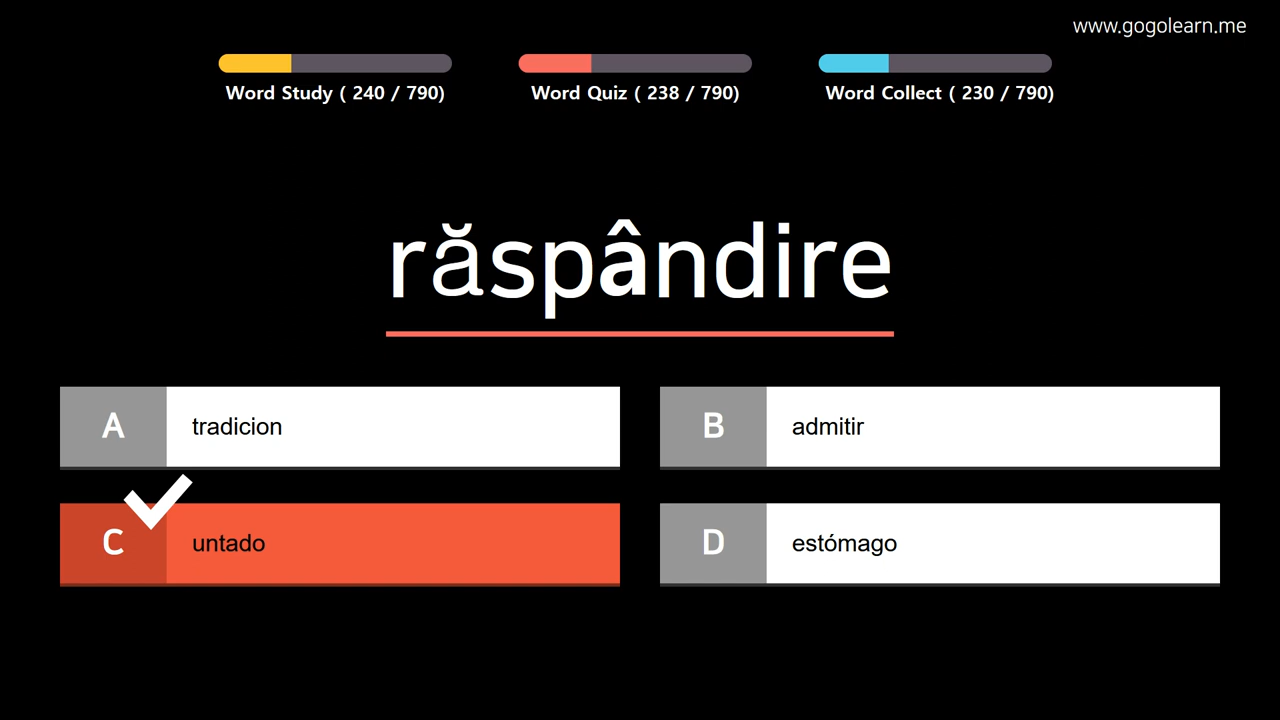 www.gogolearn.me
Word Study ( 240 / 790)
Word Quiz ( 238 / 790)
Word Collect ( 230 / 790)
răspândire
A tradicion
B admitir
C untado
D estómago